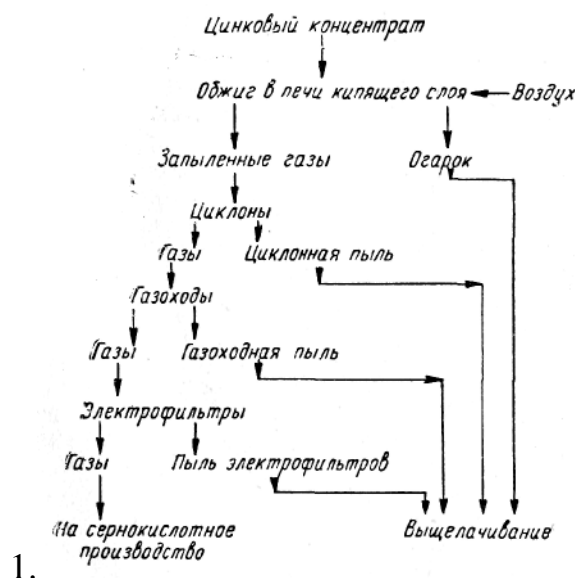 Цинковый концентрат
Обжиг в печи кипящего слоя
Воздух
Запыленные газы
Огарок
Циклоны
Газы
Циклонная пыль
Газоходы
Газы
Газоходная пыль
Электрофильтры
Газы
Пыль электрофильтров
На сернокислотное
производство
Выщелачивание
1.